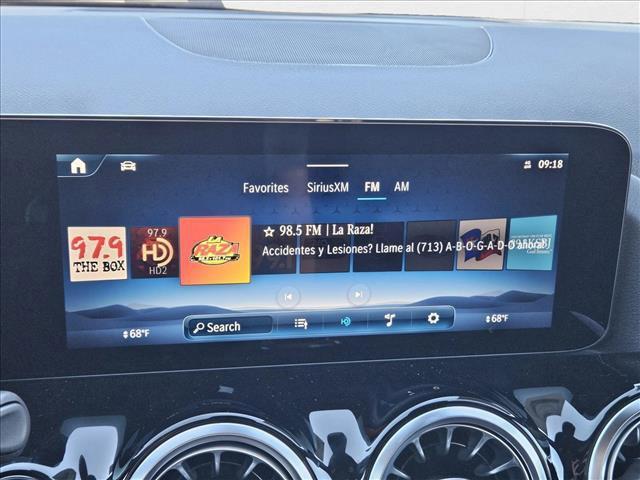 09:18
Favorites SiriusXM FM AM
97.9 THE BOX
97.9
HD
HD2
LA RAZA
☆ 98.5 FM | La Raza!
Accidentes y Lesiones? Llame al (713) A-B-O-G-A-D-O ahora!
Search
68°F
68°F